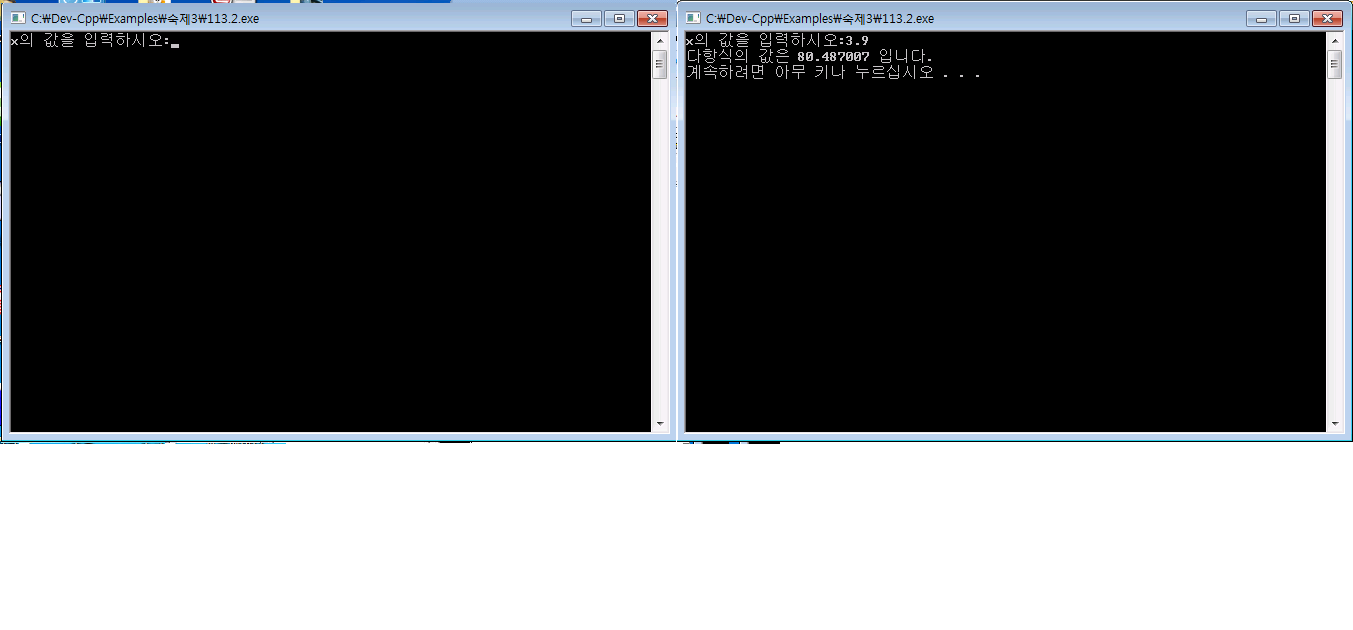 C:₩Dev-Cpp₩Examples₩숙제3₩113.2.exe
x의 값을 입력하시오:_
C:₩Dev-Cpp₩Examples₩숙제3₩113.2.exe
x의 값을 입력하시오:3.9
다항식의 값은 80.487007 입니다.
계속하려면 아무 키나 누르십시오 . . .